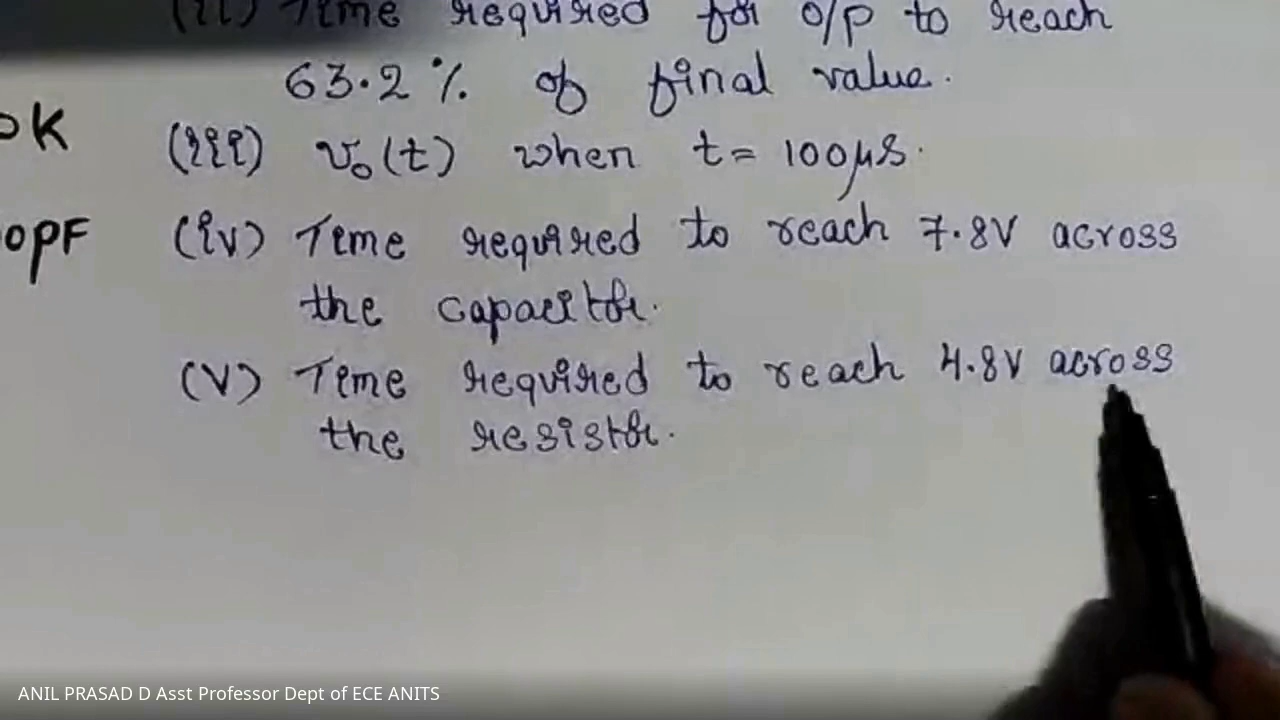 (ii) Time required for o/p to reach
63.2 % of final value.
OK
(iii) v₀(t) when t = 100μs.
0PF
(iv) Time required to reach 7.8V across
the capacitor.
(v) Time required to reach 4.8V across
the resistor.
ANIL PRASAD D Asst Professor Dept of ECE ANITS